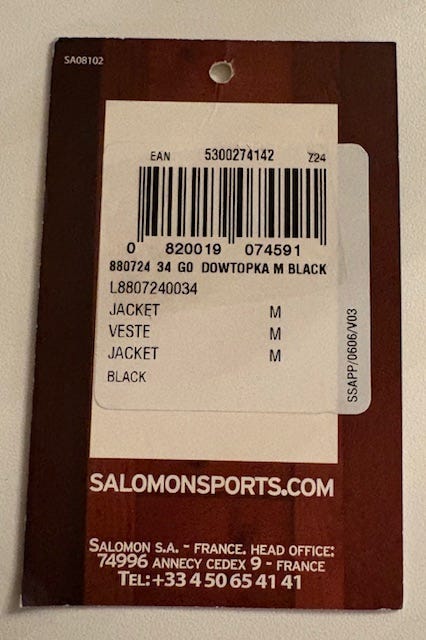 SA08102
EAN 5300274142 Z24
0 820019 074591
880724 34 GO DOWTOPKA M BLACK
L8807240034
JACKET M
VESTE M
JACKET M
BLACK
SSAPP/0606/V03
SALOMONSPORTS.COM
SALOMON S.A. - FRANCE. HEAD OFFICE:
74996 ANNECY CEDEX 9 - FRANCE
TEL:+33 4 50 65 41 41